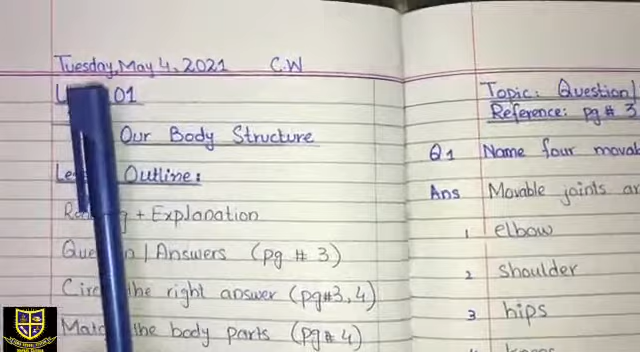 Tuesday, May 4, 2021 C.W
01
Our Body Structure
Outline:
+ Explanation
Answers (pg # 3)
the right answer (pg#3,4)
the body parts (pg # 4)
Topic: Question/
Reference: pg # 3
Q1 Name four
Ans Movable joints
1 elbow
2 shoulder
3 hips